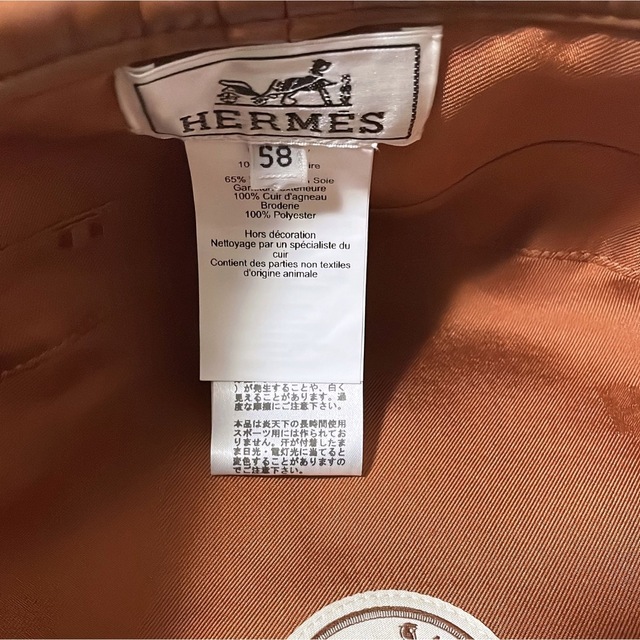 HERMES
58
65% Soie
100% Cuir d'agneau
Broderie
100% Polyester
Hors décoration
Nettoyage par un spécialiste du
cuir
Contient des parties non textiles
d'origine animale
）が発生することや、白く
見えることがあります。過
度な摩擦にご注意下さい。
本品は炎天下の長時間使用
スポーツ用には作られてお
りません。汗が付着したま
ま日光・電灯光に当てると
変色することがありますの
でご注意下さい。